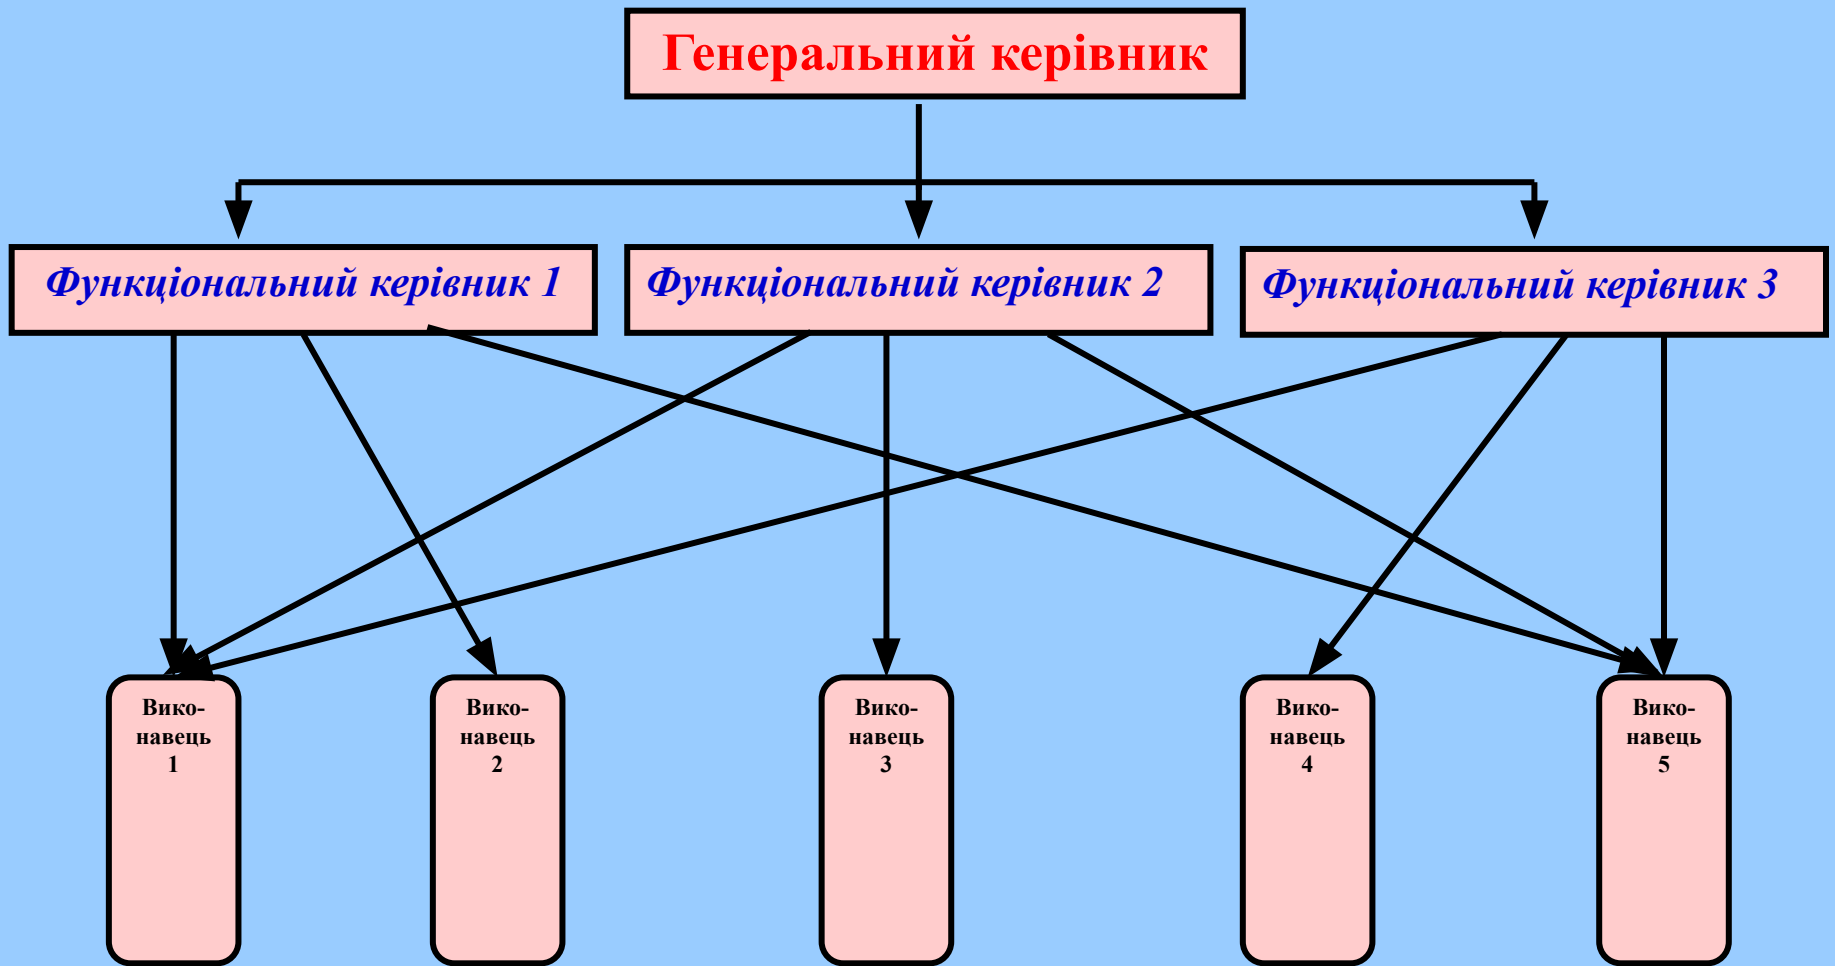 Генеральний керівник
Функціональний керівник 1
Функціональний керівник 2
Функціональний керівник 3
Вико-
навець
1
Вико-
навець
2
Вико-
навець
3
Вико-
навець
4
Вико-
навець
5